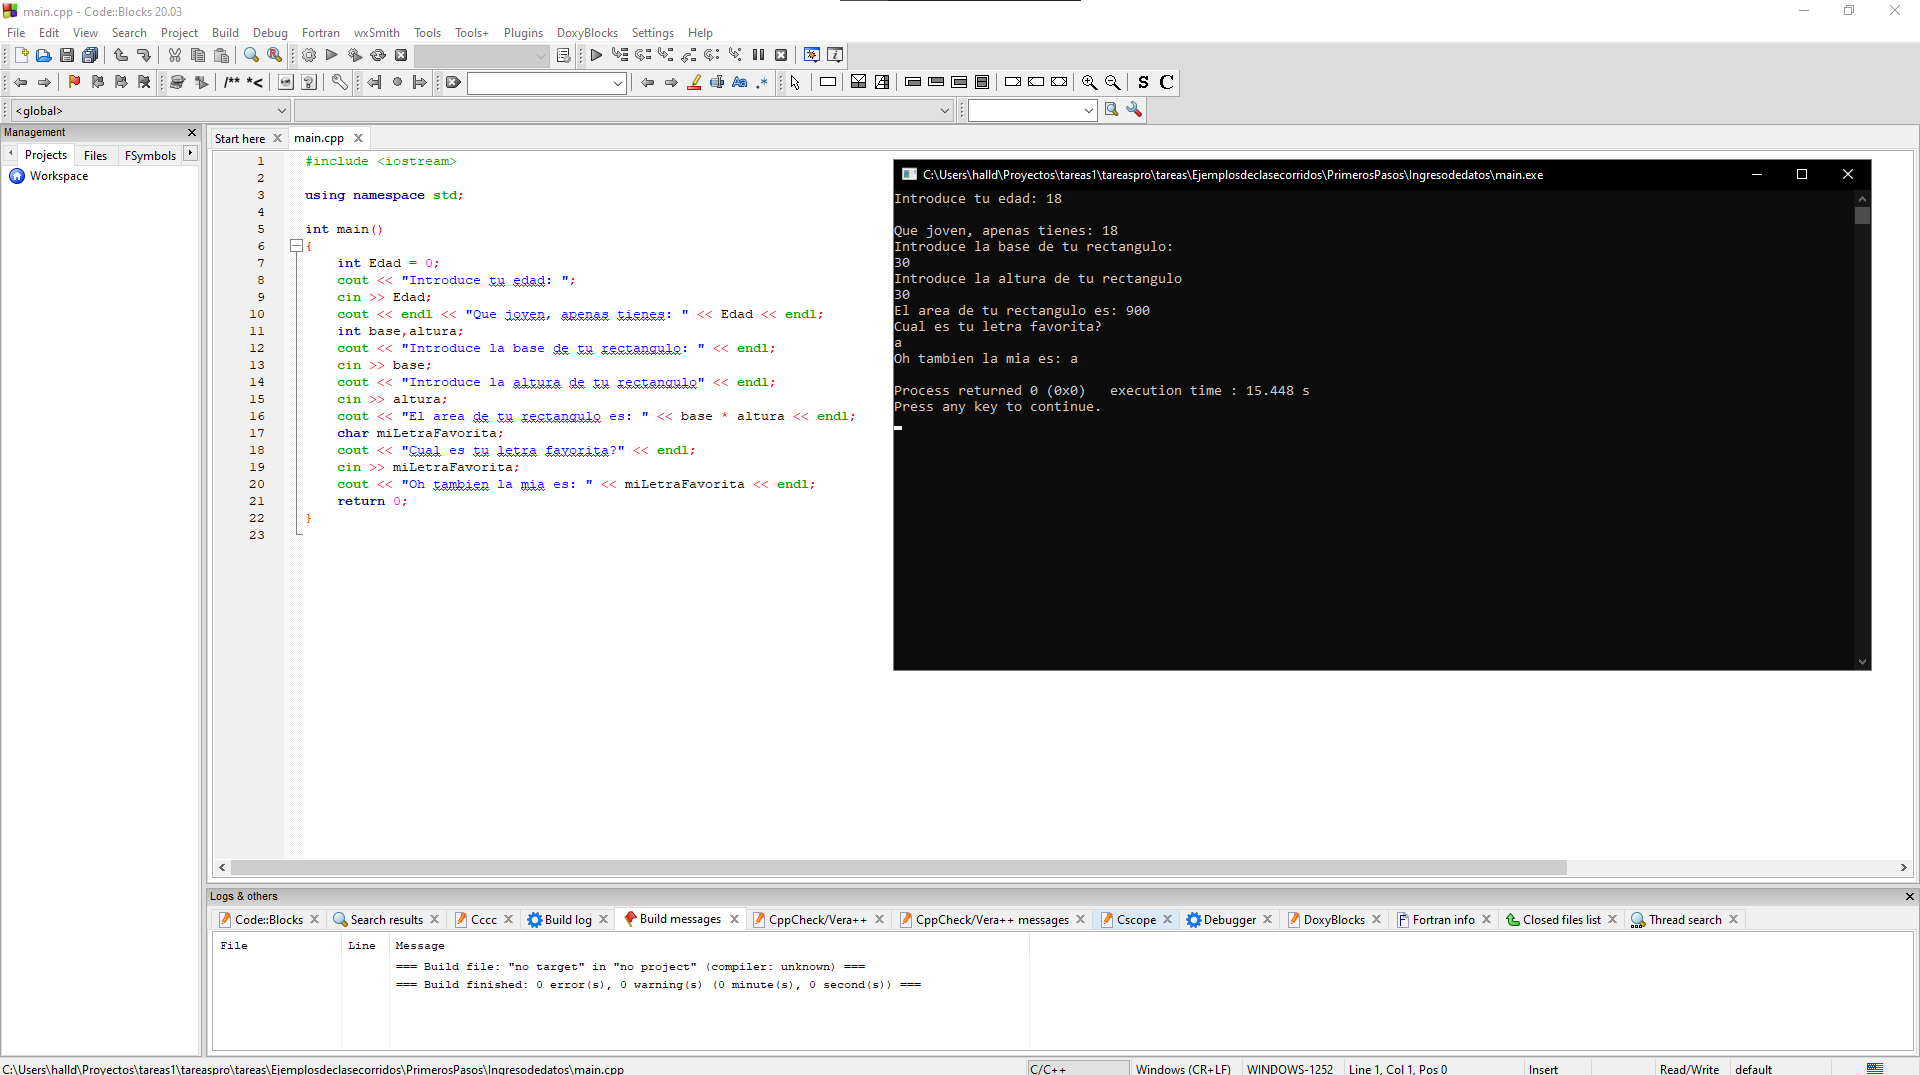 main.cpp - Code::Blocks 20.03
File Edit View Search Project Build Debug Fortran wxSmith Tools Tools+ Plugins DoxyBlocks Settings Help
/** *< Aa .* S C
<global>
Management
Projects Files FSymbols
Workspace
Start here main.cpp
1 #include <iostream>
2
3 using namespace std;
4
5 int main()
6 {
7 int Edad = 0;
8 cout << "Introduce tu edad: ";
9 cin >> Edad;
10 cout << endl << "Que joven, apenas tienes: " << Edad << endl;
11 int base,altura;
12 cout << "Introduce la base de tu rectangulo: " << endl;
13 cin >> base;
14 cout << "Introduce la altura de tu rectangulo" << endl;
15 cin >> altura;
16 cout << "El area de tu rectangulo es: " << base * altura << endl;
17 char miLetraFavorita;
18 cout << "Cual es tu letra favorita?" << endl;
19 cin >> miLetraFavorita;
20 cout << "Oh tambien la mia es: " << miLetraFavorita << endl;
21 return 0;
22 }
23
C:\Users\halld\Proyectos\tareas1\tareaspro\tareas\Ejemplosdeclasecorridos\PrimerosPasos\Ingresodedatos\main.exe
Introduce tu edad: 18
Que joven, apenas tienes: 18
Introduce la base de tu rectangulo:
30
Introduce la altura de tu rectangulo
30
El area de tu rectangulo es: 900
Cual es tu letra favorita?
a
Oh tambien la mia es: a
Process returned 0 (0x0)   execution time : 15.448 s
Press any key to continue.
Logs & others
Code::Blocks Search results Cccc Build log Build messages CppCheck/Vera++ CppCheck/Vera++ messages Cscope Debugger DoxyBlocks Fortran info Closed files list Thread search
File Line Message
=== Build file: "no target" in "no project" (compiler: unknown) ===
=== Build finished: 0 error(s), 0 warning(s) (0 minute(s), 0 second(s)) ===
C:\Users\halld\Proyectos\tareas1\tareaspro\tareas\Ejemplosdeclasecorridos\PrimerosPasos\Ingresodedatos\main.cpp C/C++ Windows (CR+LF) WINDOWS-1252 Line 1, Col 1, Pos 0 Insert Read/Write default